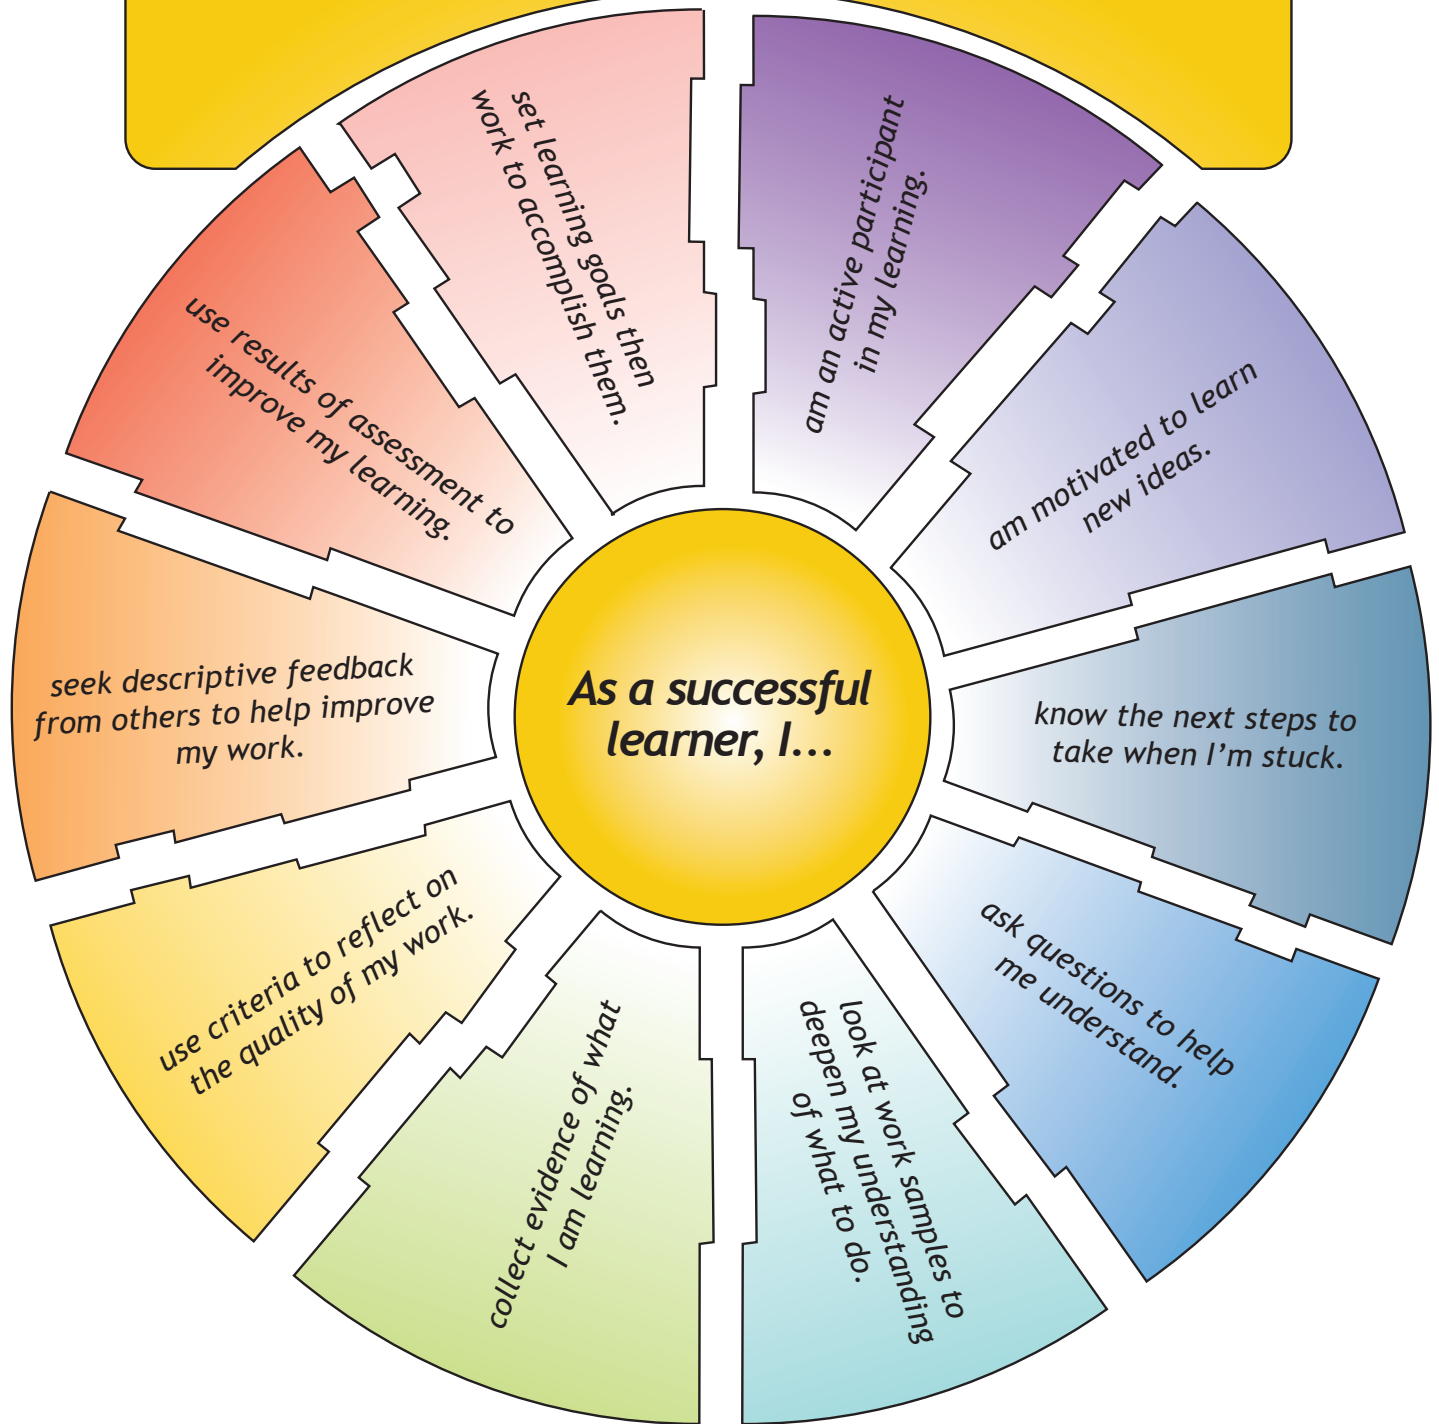 As a successful
learner, I...
am an active participant
in my learning.
am motivated to learn
new ideas.
know the next steps to
take when I’m stuck.
ask questions to help
me understand.
look at work samples to
deepen my understanding
of what to do.
collect evidence of what
I am learning.
use criteria to reflect on
the quality of my work.
seek descriptive feedback
from others to help improve
my work.
use results of assessment to
improve my learning.
set learning goals then
work to accomplish them.